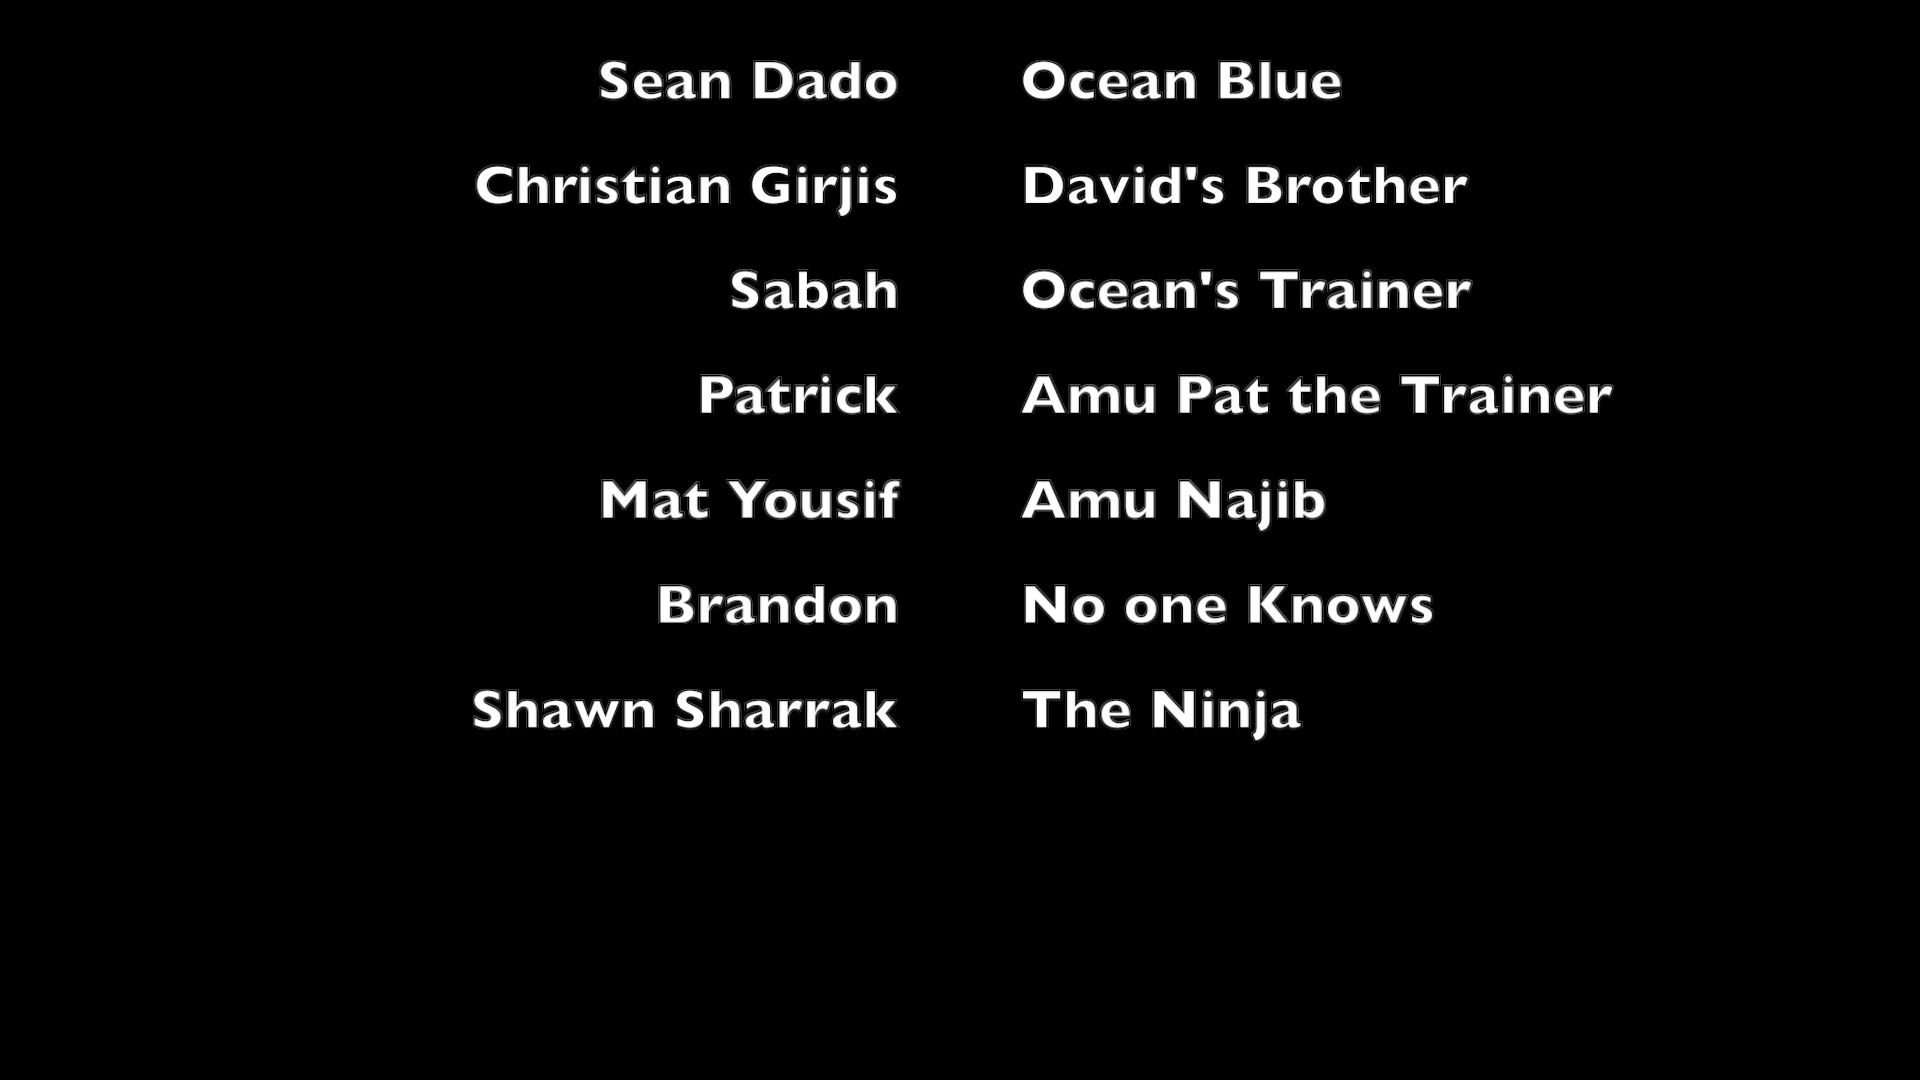 Sean Dado Ocean Blue
Christian Girjis David's Brother
Sabah Ocean's Trainer
Patrick Amu Pat the Trainer
Mat Yousif Amu Najib
Brandon No one Knows
Shawn Sharrak The Ninja